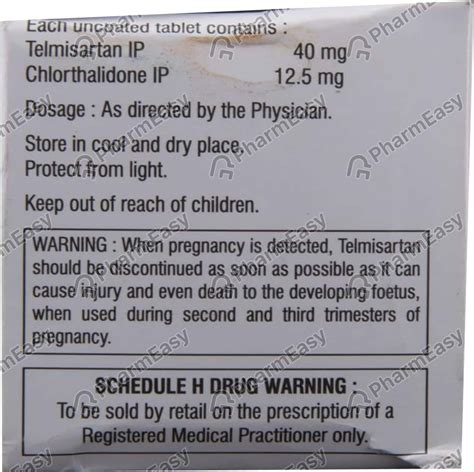 Each uncoated tablet contains :
Telmisartan IP 40 mg
Chlorthalidone IP 12.5 mg
Dosage : As directed by the Physician.
Store in cool and dry place.
Protect from light.
Keep out of reach of children.
WARNING : When pregnancy is detected, Telmisartan
should be discontinued as soon as possible as it can
cause injury and even death to the developing foetus,
when used during second and third trimesters of
pregnancy.
SCHEDULE H DRUG WARNING :
To be sold by retail on the prescription of a
Registered Medical Practitioner only.
PharmEasy